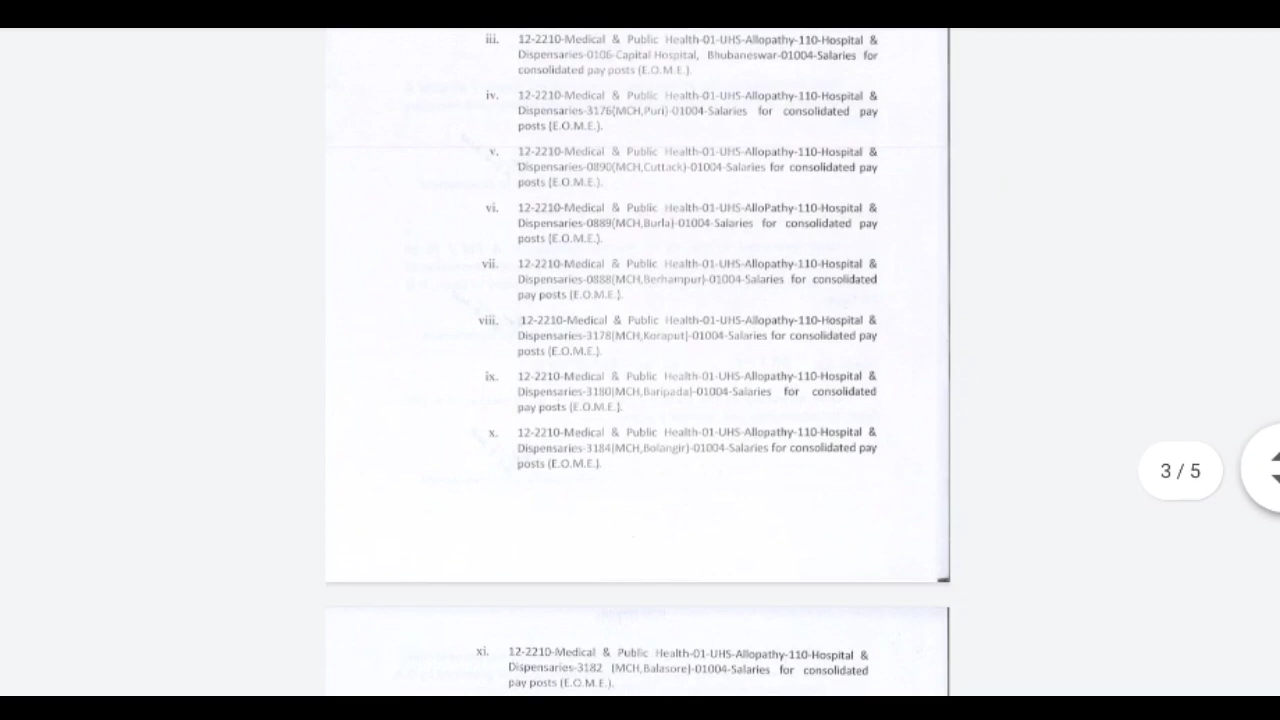 iii. 12-2210-Medical & Public Health-01-UHS-Allopathy-110-Hospital &
Dispensaries-0106-Capital Hospital, Bhubaneswar-01004-Salaries for
consolidated pay posts (E.O.M.E.).
iv. 12-2210-Medical & Public Health-01-UHS-Allopathy-110-Hospital &
Dispensaries-3176(MCH,Puri)-01004-Salaries for consolidated pay
posts (E.O.M.E.).
v. 12-2210-Medical & Public Health-01-UHS-Allopathy-110-Hospital &
Dispensaries-0890(MCH,Cuttack)-01004-Salaries for consolidated pay
posts (E.O.M.E.).
vi. 12-2210-Medical & Public Health-01-UHS-AlloPathy-110-Hospital &
Dispensaries-0889(MCH,Burla)-01004-Salaries for consolidated pay
posts (E.O.M.E.).
vii. 12-2210-Medical & Public Health-01-UHS-Allopathy-110-Hospital &
Dispensaries-0888(MCH,Berhampur)-01004-Salaries for consolidated
pay posts (E.O.M.E.).
viii. 12-2210-Medical & Public Health-01-UHS-Allopathy-110-Hospital &
Dispensaries-3178(MCH,Koraput)-01004-Salaries for consolidated pay
posts (E.O.M.E.).
ix. 12-2210-Medical & Public Health-01-UHS-Allopathy-110-Hospital &
Dispensaries-3180(MCH,Baripada)-01004-Salaries for consolidated
pay posts (E.O.M.E.).
x. 12-2210-Medical & Public Health-01-UHS-Allopathy-110-Hospital &
Dispensaries-3184(MCH,Bolangir)-01004-Salaries for consolidated pay
posts (E.O.M.E.).
3 / 5
xi. 12-2210-Medical & Public Health-01-UHS-Allopathy-110-Hospital &
Dispensaries-3182 (MCH,Balasore)-01004-Salaries for consolidated
pay posts (E.O.M.E.).